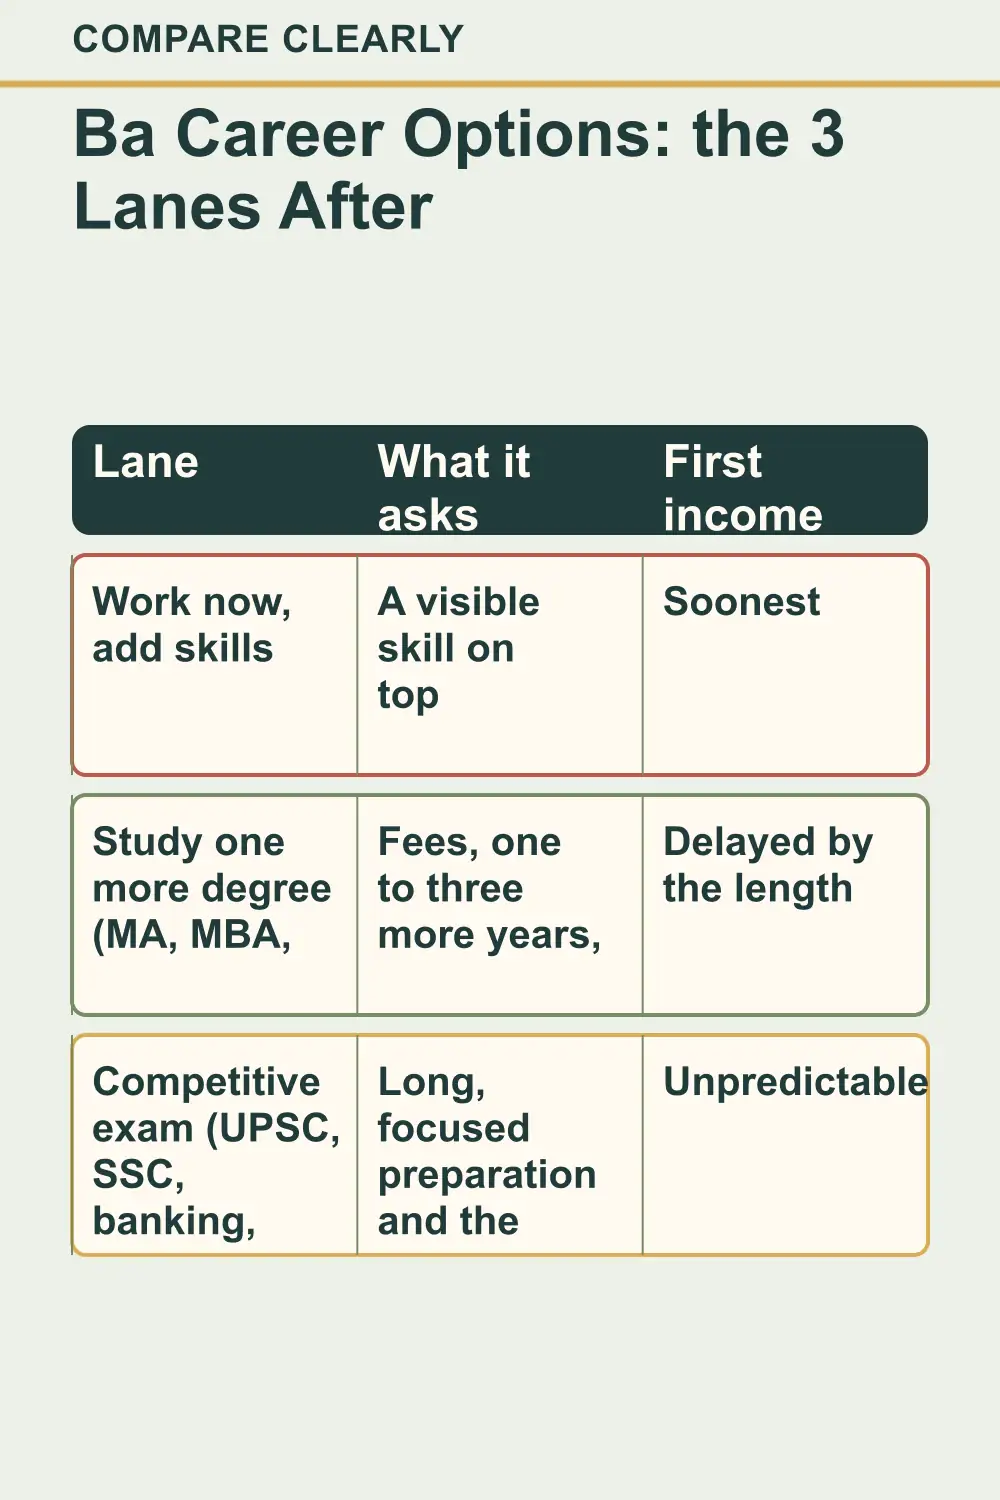 COMPARE CLEARLY
Ba Career Options: the 3
Lanes After
Lane
What it
asks
First
income
Work now,
add skills
A visible
skill on
top
Soonest
Study one
more degree
(MA, MBA,
Fees, one
to three
more years,
Delayed by
the length
Competitive
exam (UPSC,
SSC,
banking,
Long,
focused
preparation
and the
Unpredictable